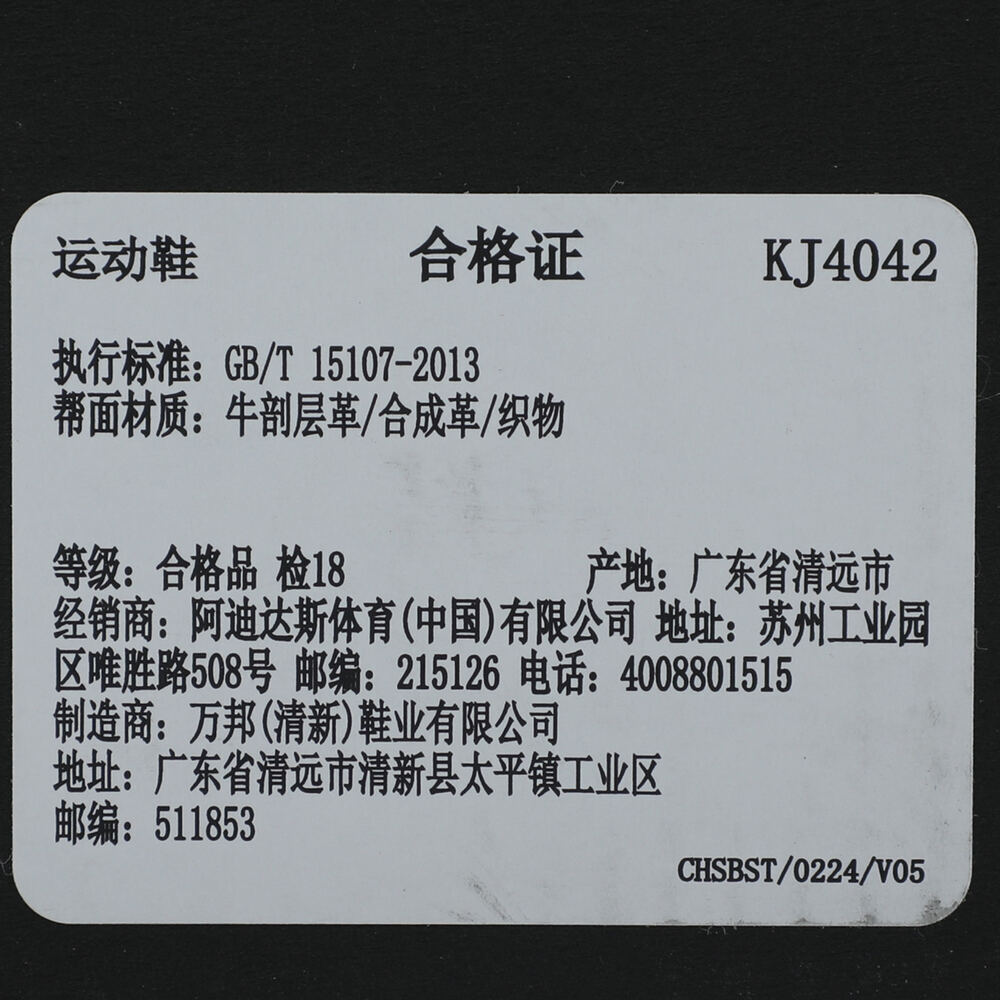 运动鞋 合格证 KJ4042
执行标准：GB/T 15107-2013
帮面材质：牛剖层革/合成革/织物
等级：合格品 检18 产地：广东省清远市
经销商：阿迪达斯体育(中国)有限公司 地址：苏州工业园
区唯胜路508号 邮编：215126 电话：4008801515
制造商：万邦(清新)鞋业有限公司
地址：广东省清远市清新县太平镇工业区
邮编：511853
CHSBST/0224/V05